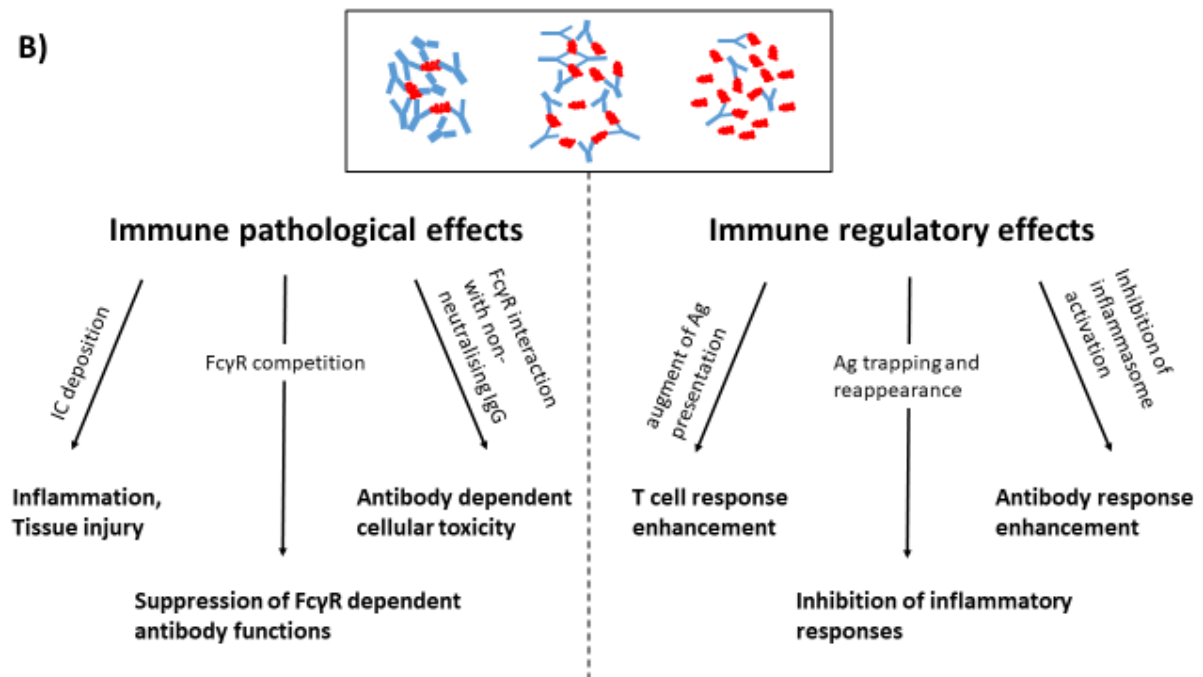 B)
Immune pathological effects
IC deposition
FcγR competition
FcγR interaction
with non-
neutralisingIgG
Inflammation,
Tissue injury
Antibody dependent
cellular toxicity
Suppression of FcγR dependent
antibody functions
Immune regulatory effects
augment of Ag
presentation
Ag trapping and
reappearance
Inhibition of
inflammasome
activation
T cell response
enhancement
Antibody response
enhancement
Inhibition of inflammatory
responses